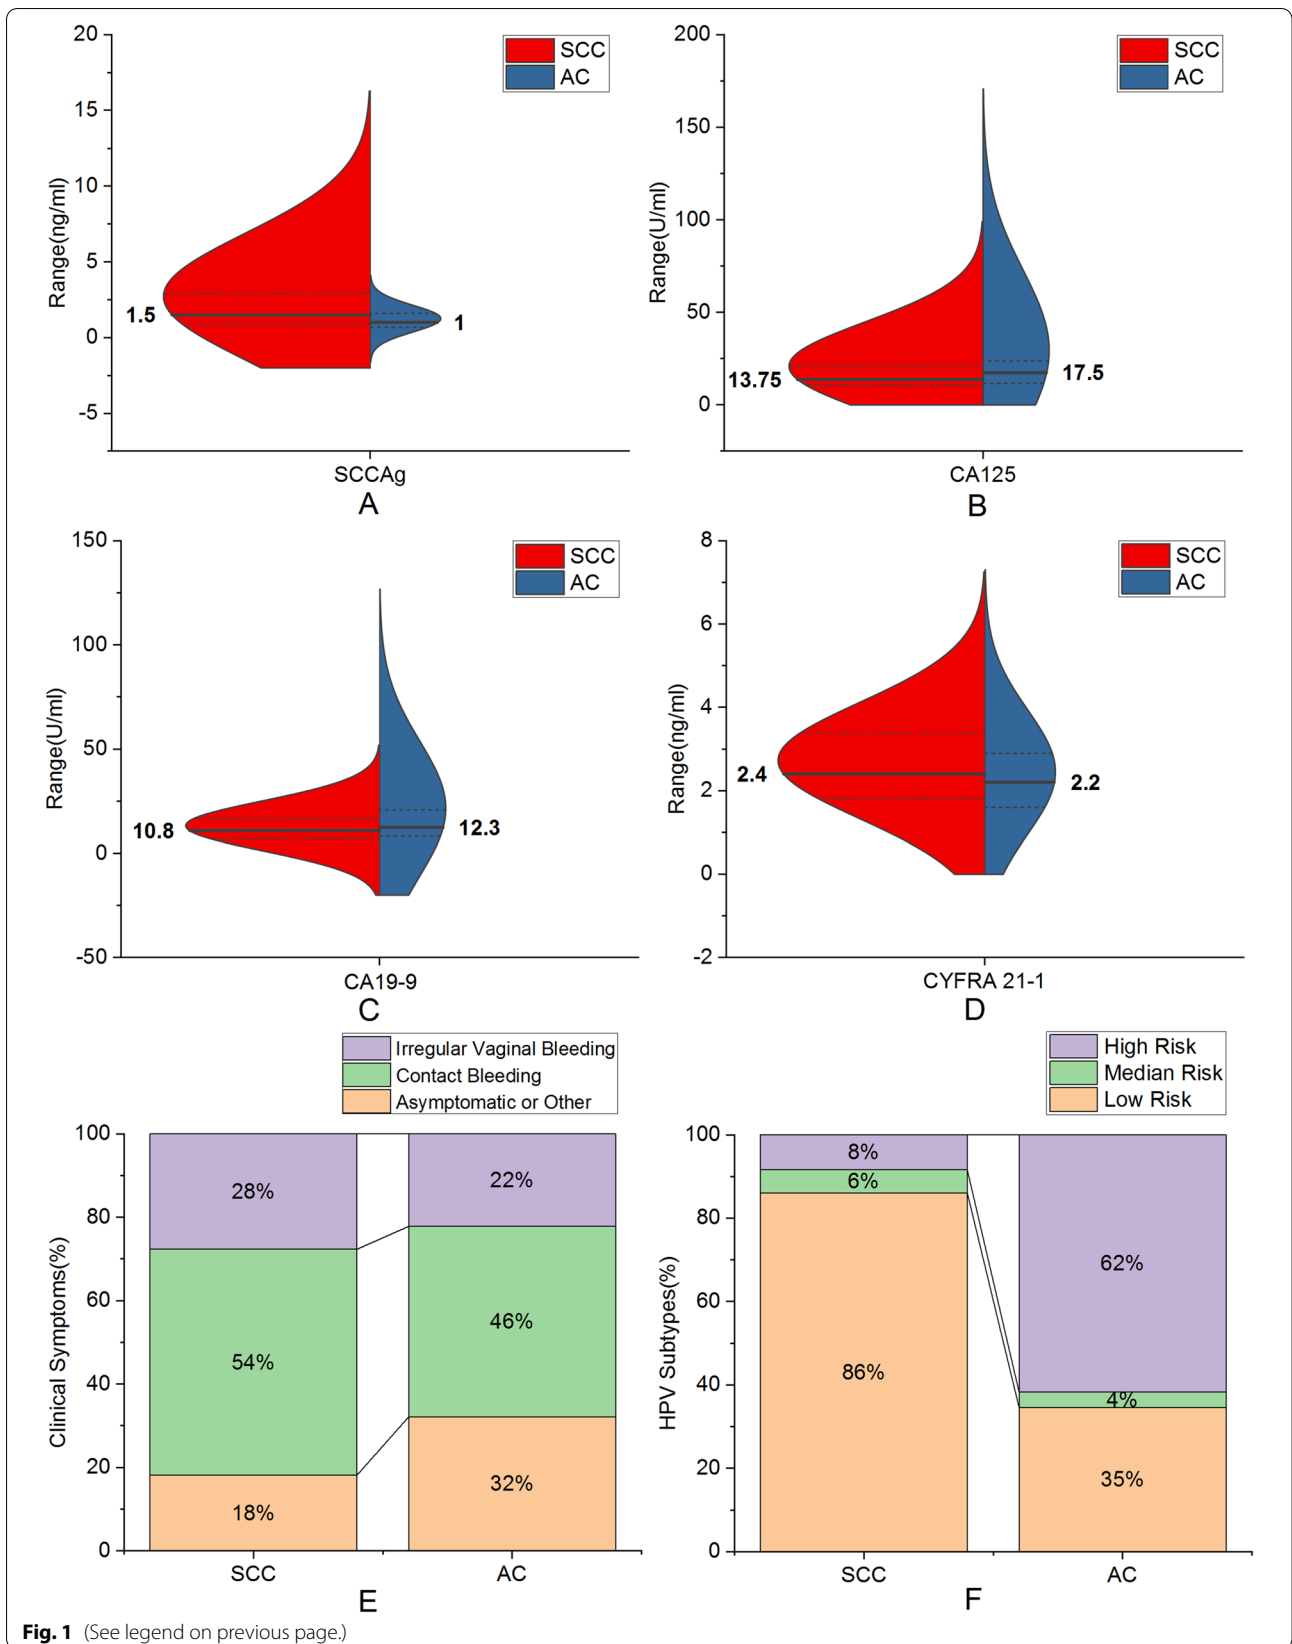 20
15
10
5
0
-5
Range(ng/ml)
SCC
AC
1.5
1
SCCAg
A
200
150
100
50
0
Range(U/ml)
SCC
AC
13.75
17.5
CA125
B
150
100
50
0
-50
Range(U/ml)
SCC
AC
10.8
12.3
CA19-9
C
8
6
4
2
0
-2
Range(ng/ml)
SCC
AC
2.4
2.2
CYFRA 21-1
D
Irregular Vaginal Bleeding
Contact Bleeding
Asymptomatic or Other
100
80
60
40
20
0
Clinical Symptoms(%)
28%
54%
18%
22%
46%
32%
SCC
AC
E
High Risk
Median Risk
Low Risk
100
80
60
40
20
0
HPV Subtypes(%)
8%
6%
86%
62%
4%
35%
SCC
AC
F
Fig. 1 (See legend on previous page.)